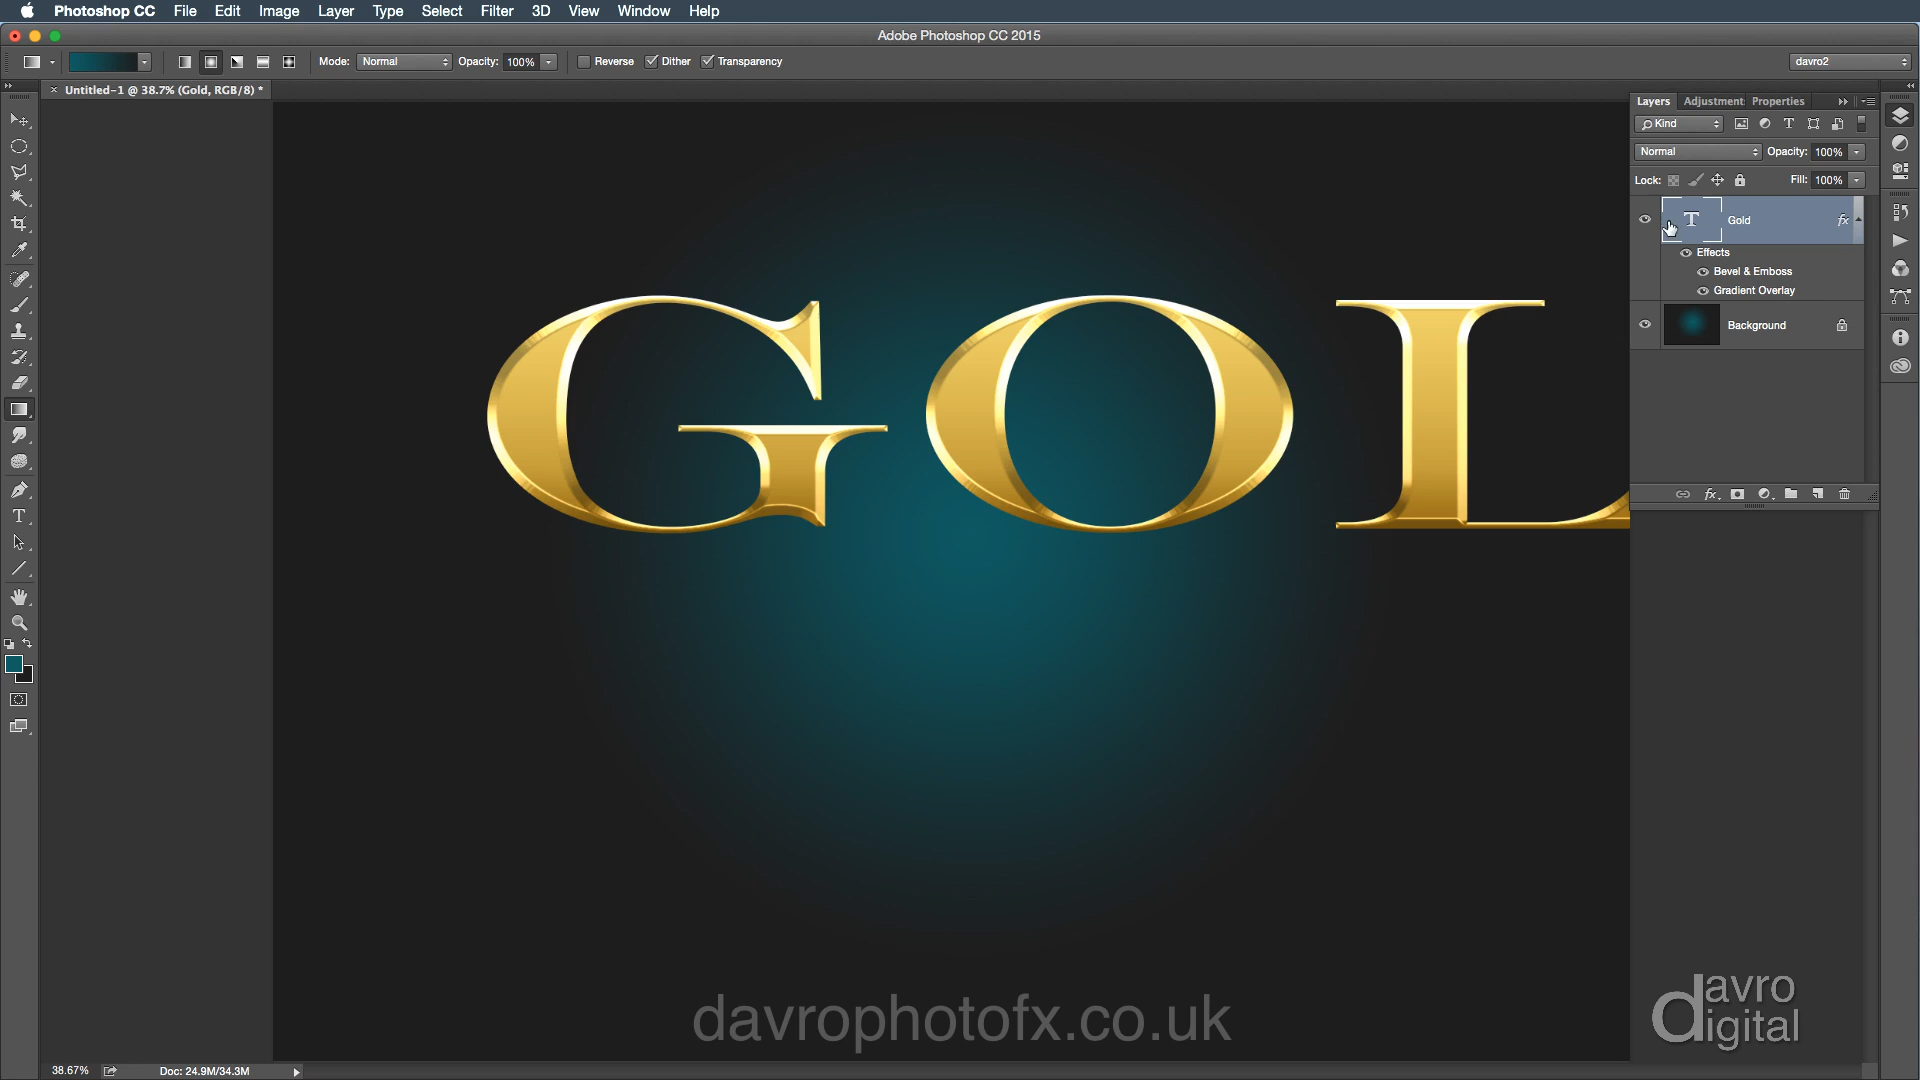 Photoshop CC File Edit Image Layer Type Select Filter 3D View Window Help
Adobe Photoshop CC 2015
Mode: Normal Opacity: 100% Reverse Dither Transparency davro2
× Untitled-1 @ 38.7% (Gold, RGB/8) *
Layers Adjustment Properties
Kind
Normal Opacity: 100%
Lock: Fill: 100%
T Gold fx
Effects
Bevel & Emboss
Gradient Overlay
Background
fx
GOL
davrophotofx.co.uk
davro
digital
38.67% Doc: 24.9M/34.3M